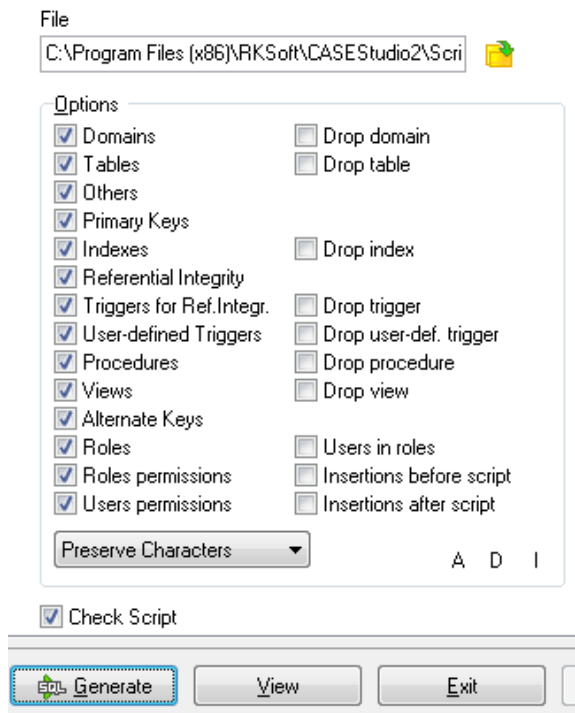 File
C:\Program Files (x86)\RKSoft\CASEStudio2\Scri
Options
Domains Drop domain
Tables Drop table
Others
Primary Keys
Indexes Drop index
Referential Integrity
Triggers for Ref.Integr. Drop trigger
User-defined Triggers Drop user-def. trigger
Procedures Drop procedure
Views Drop view
Alternate Keys
Roles Users in roles
Roles permissions Insertions before script
Users permissions Insertions after script
Preserve Characters A D I
Check Script
SQL Generate View Exit